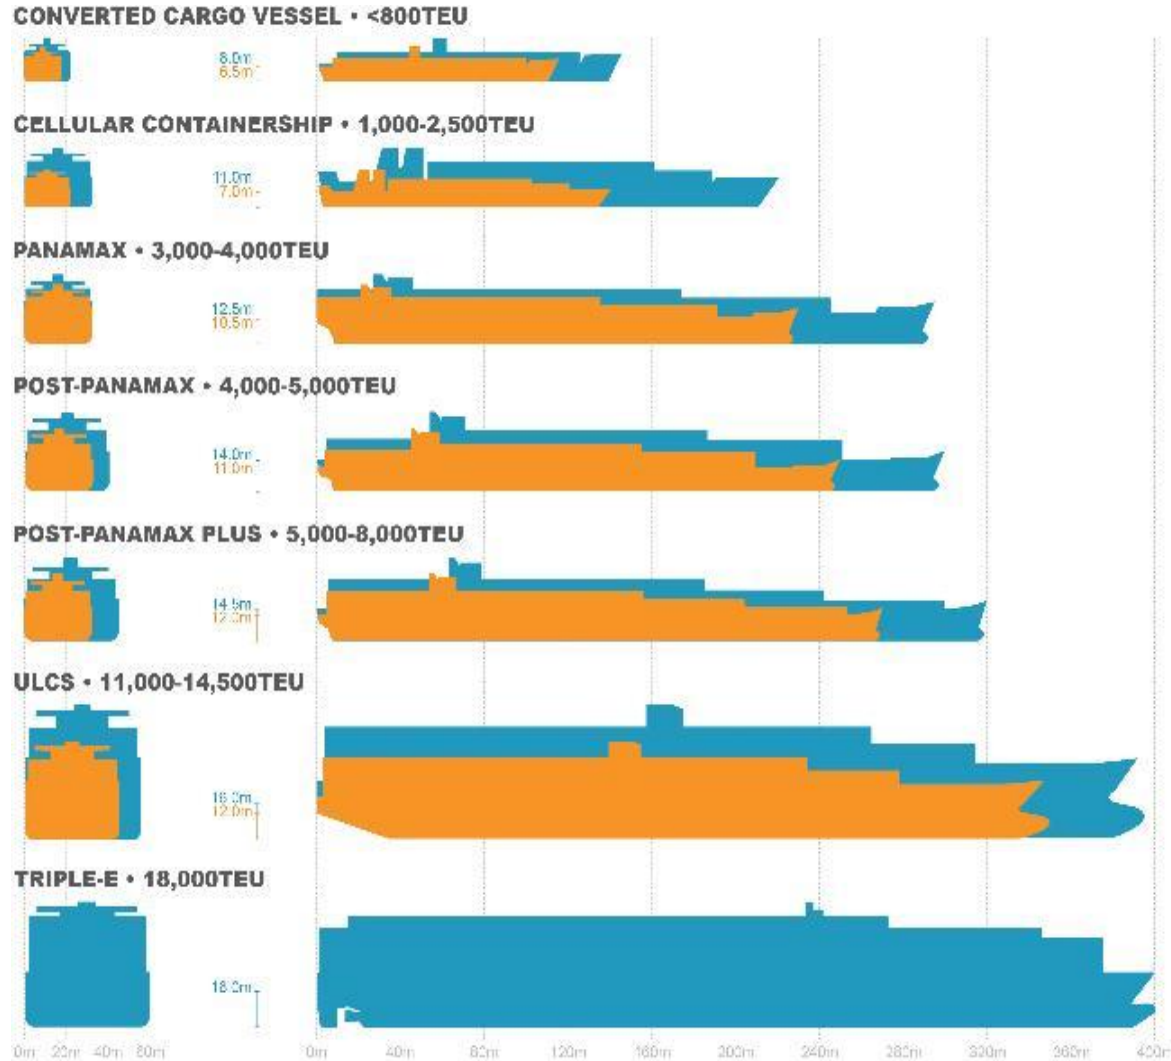 CONVERTED CARGO VESSEL • <800TEU
8.0m
6.5m
CELLULAR CONTAINERSHIP • 1,000-2,500TEU
11.0m
7.0m
PANAMAX • 3,000-4,000TEU
12.5m
10.5m
POST-PANAMAX • 4,000-5,000TEU
14.0m
11.0m
POST-PANAMAX PLUS • 5,000-8,000TEU
14.5m
12.0m
ULCS • 11,000-14,500TEU
16.0m
12.0m
TRIPLE-E • 18,000TEU
18.0m
0m 20m 40m 60m 0m 40m 80m 120m 160m 200m 240m 280m 360m 400m